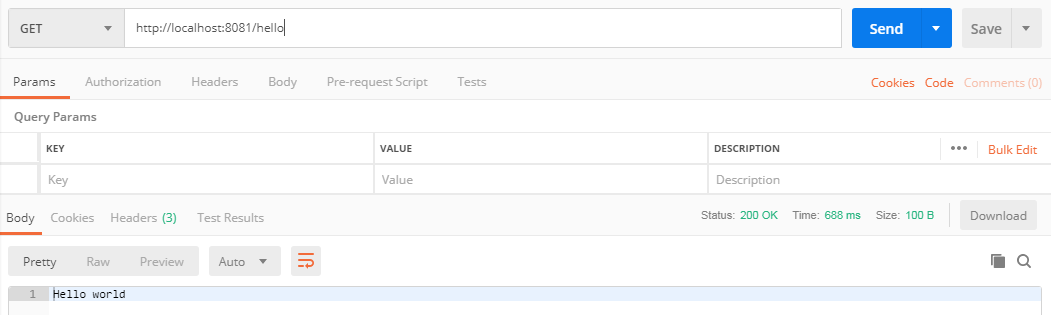 GET http://localhost:8081/hello Send Save
Params Authorization Headers Body Pre-request Script Tests Cookies Code Comments (0)
Query Params
KEY VALUE DESCRIPTION ••• Bulk Edit
Key Value Description
Body Cookies Headers (3) Test Results Status: 200 OK Time: 688 ms Size: 100 B Download
Pretty Raw Preview Auto
1 Hello world